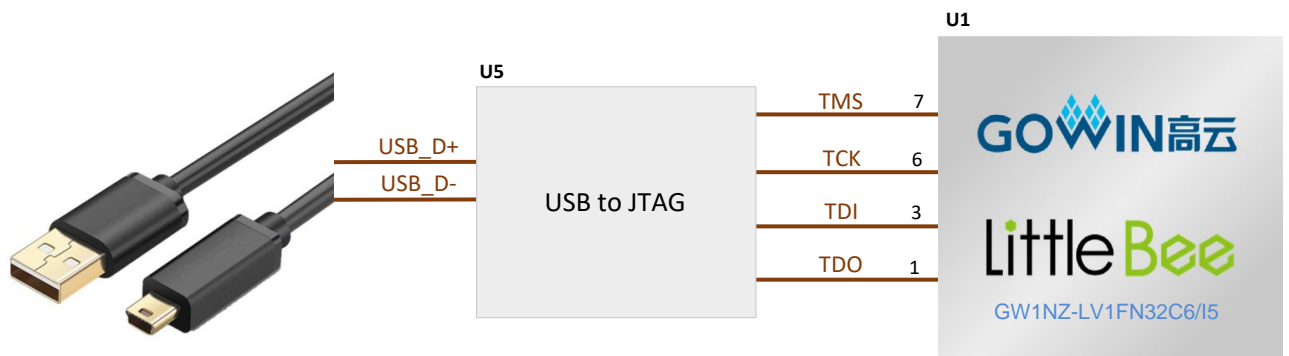 U1
U5
USB_D+
USB_D-
USB to JTAG
TMS 7
TCK 6
TDI 3
TDO 1
GOWIN高云
LittleBee
GW1NZ-LV1FN32C6/I5